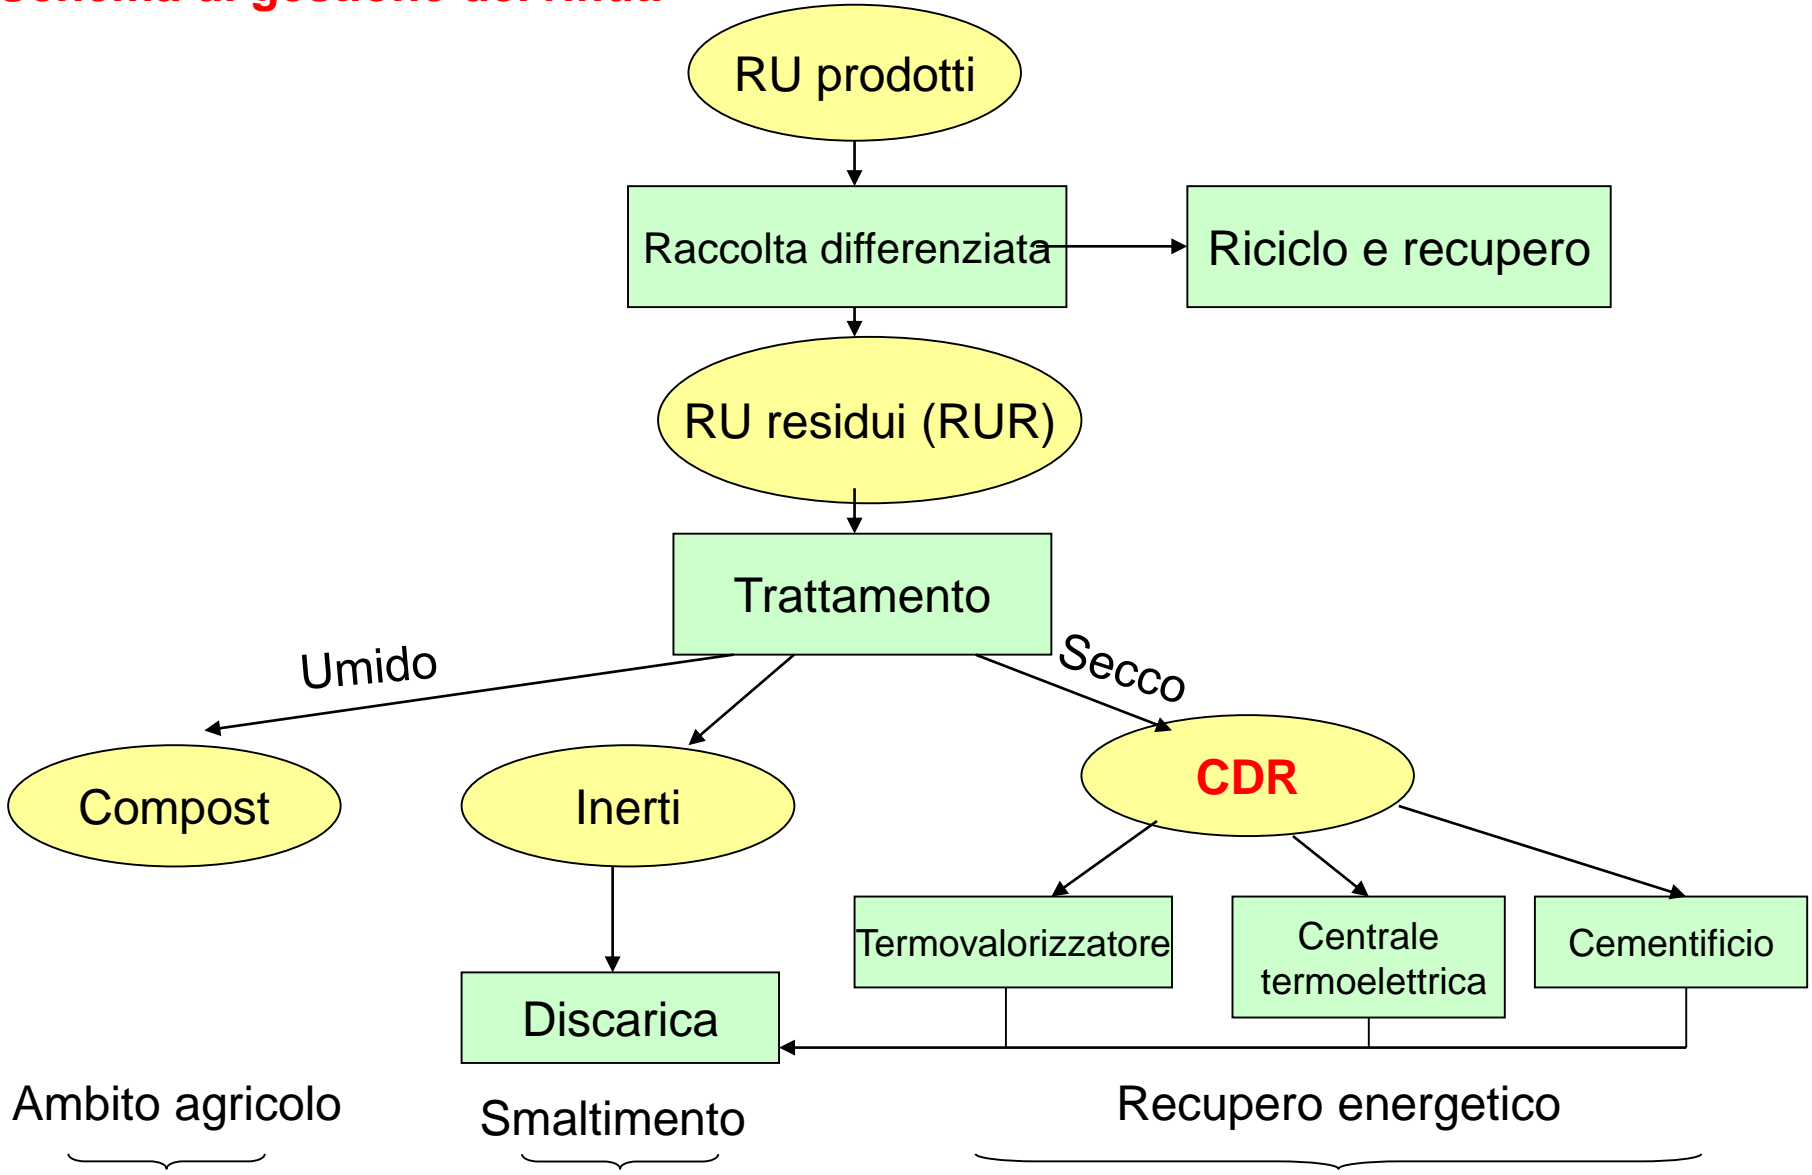 RU prodotti
Raccolta differenziata
Riciclo e recupero
RU residui (RUR)
Trattamento
Umido
Secco
Compost
Inerti
CDR
Termovalorizzatore
Centrale
termoelettrica
Cementificio
Discarica
Ambito agricolo
Smaltimento
Recupero energetico